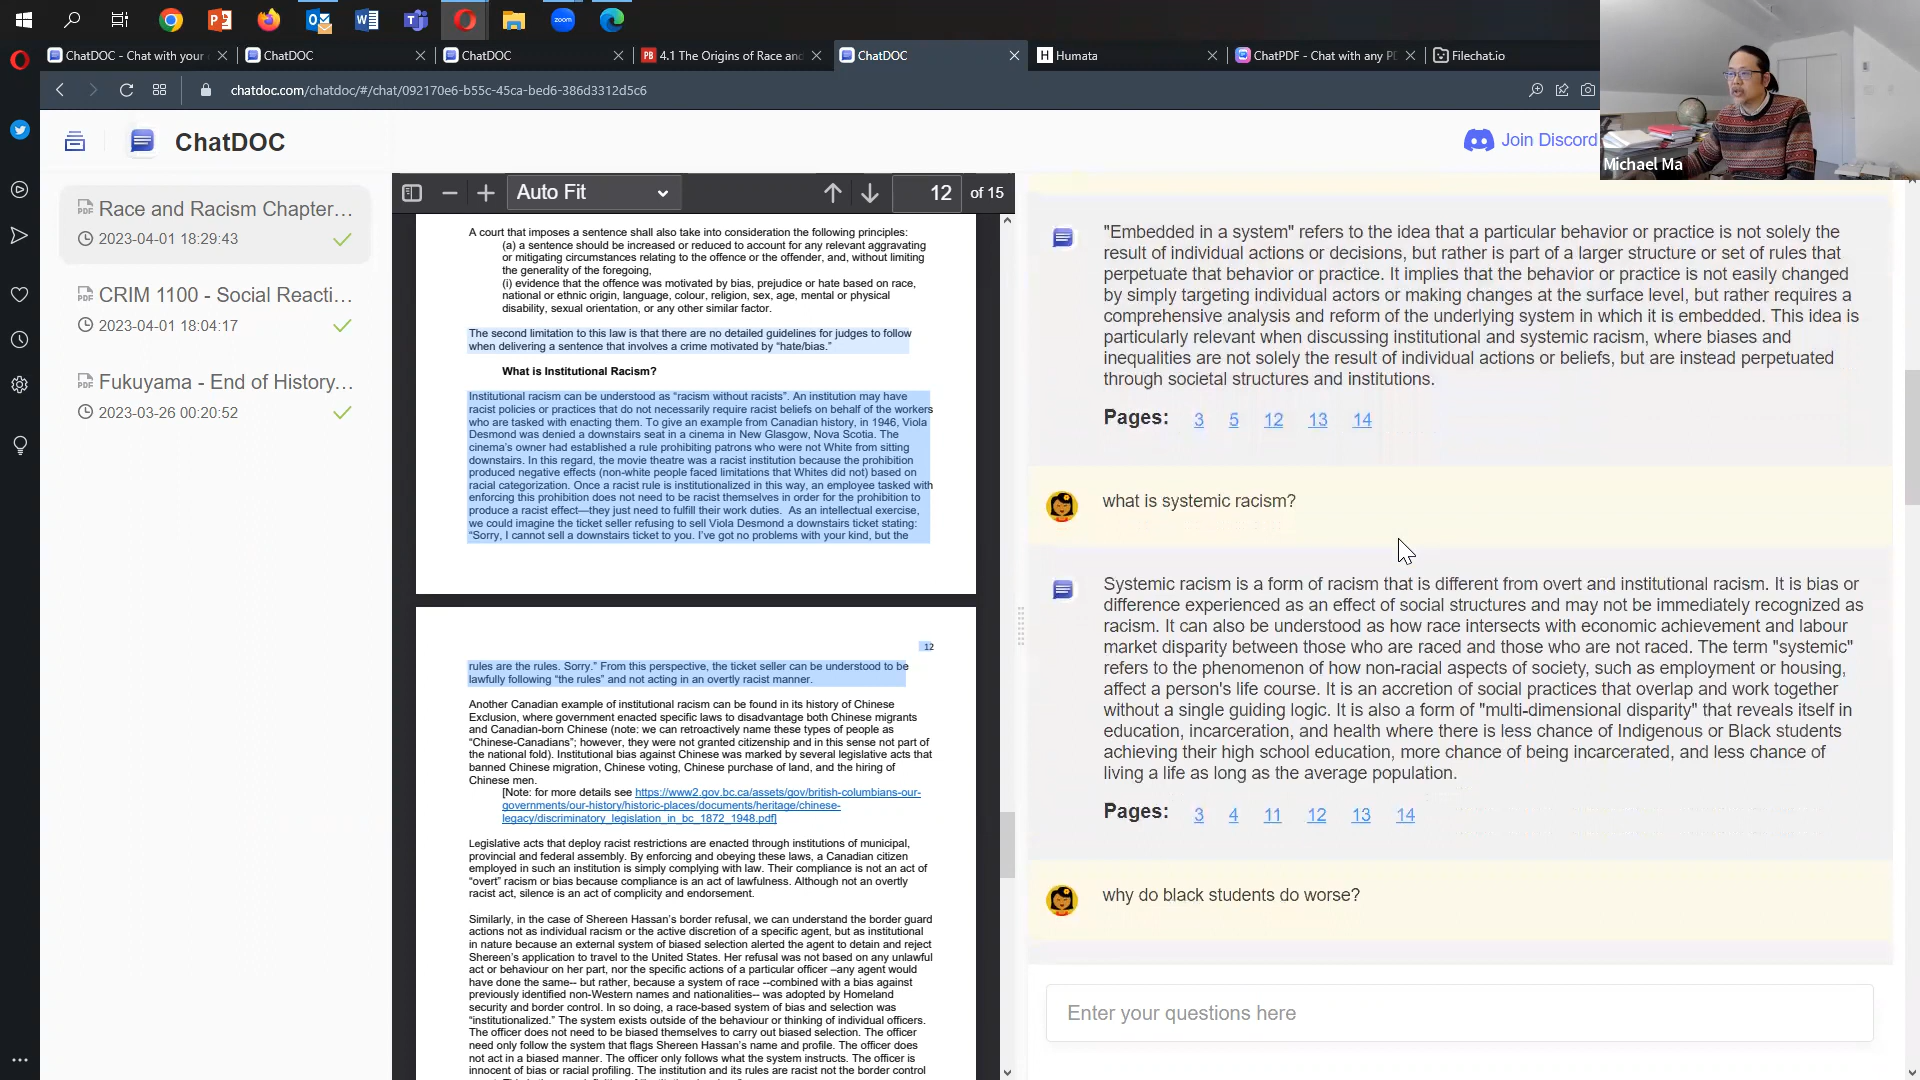 ChatDOC - Chat with your
ChatDOC
ChatDOC
4.1 The Origins of Race and
ChatDOC
Humata
ChatPDF - Chat with any P
Filechat.io
chatdoc.com/chatdoc/#/chat/092170e6-b55c-45ca-bed6-386d3312d5c6
ChatDOC
Join Discord
Michael Ma
Race and Racism Chapter...
2023-04-01 18:29:43
CRIM 1100 - Social Reacti...
2023-04-01 18:04:17
Fukuyama - End of History...
2023-03-26 00:20:52
Auto Fit
12 of 15
A court that imposes a sentence shall also take into consideration the following principles:
(a) a sentence should be increased or reduced to account for any relevant aggravating
or mitigating circumstances relating to the offence or the offender, and, without limiting
the generality of the foregoing,
(i) evidence that the offence was motivated by bias, prejudice or hate based on race,
national or ethnic origin, language, colour, religion, sex, age, mental or physical
disability, sexual orientation, or any other similar factor.
The second limitation to this law is that there are no detailed guidelines for judges to follow
when delivering a sentence that involves a crime motivated by “hate/bias.”
What is Institutional Racism?
Institutional racism can be understood as “racism without racists”. An institution may have
racist policies or practices that do not necessarily require racist beliefs on behalf of the workers
who are tasked with enacting them. To give an example from Canadian history, in 1946, Viola
Desmond was denied a downstairs seat in a cinema in New Glasgow, Nova Scotia. The
cinema’s owner had established a rule prohibiting patrons who were not White from sitting
downstairs. In this regard, the movie theatre was a racist institution because the prohibition
produced negative effects (non-white people faced limitations that Whites did not) based on
racial categorization. Once a racist rule is institutionalized in this way, an employee tasked with
enforcing this prohibition does not need to be racist themselves in order for the prohibition to
produce a racist effect—they just need to fulfill their work duties. As an intellectual exercise,
we could imagine the ticket seller refusing to sell Viola Desmond a downstairs ticket stating:
“Sorry, I cannot sell a downstairs ticket to you. I’ve got no problems with your kind, but the
12
rules are the rules. Sorry.” From this perspective, the ticket seller can be understood to be
lawfully following “the rules” and not acting in an overtly racist manner.
Another Canadian example of institutional racism can be found in its history of Chinese
Exclusion, where government enacted specific laws to disadvantage both Chinese migrants
and Canadian-born Chinese (note: we can retroactively name these types of people as
“Chinese-Canadians”; however, they were not granted citizenship and in this sense not part of
the national fold). Institutional bias against Chinese was marked by several legislative acts that
banned Chinese migration, Chinese voting, Chinese purchase of land, and the hiring of
Chinese men.
[Note: for more details see https://www2.gov.bc.ca/assets/gov/british-columbians-our-
governments/our-history/historic-places/documents/heritage/chinese-
legacy/discriminatory_legislation_in_bc_1872_1948.pdf]
Legislative acts that deploy racist restrictions are enacted through institutions of municipal,
provincial and federal assembly. By enforcing and obeying these laws, a Canadian citizen
employed in such an institution is simply complying with law. Their compliance is not an act of
“overt” racism or bias because compliance is an act of lawfulness. Although not an overtly
racist act, silence is an act of complicity and endorsement.
Similarly, in the case of Shereen Hassan’s border refusal, we can understand the border guard
actions not as individual racism or the active discretion of a specific agent, but as institutional
in nature because an external system of biased selection alerted the agent to detain and reject
Shereen’s application to travel to the United States. Her refusal was not based on any unlawful
act or behaviour on her part, nor the specific actions of a particular officer –any agent would
have done the same-- but rather, because a system of race --combined with a bias against
previously identified non-Western names and nationalities-- was adopted by Homeland
security and border control. In so doing, a race-based system of bias and selection was
“institutionalized.” The system exists outside of the behaviour or thinking of individual officers.
The officer does not need to be biased themselves to carry out biased selection. The officer
need only follow the system that flags Shereen Hassan’s name and profile. The officer does
not act in a biased manner. The officer only follows what the system instructs. The officer is
innocent of bias or racial profiling. The institution and its rules are racist not the border control
"Embedded in a system" refers to the idea that a particular behavior or practice is not solely the
result of individual actions or decisions, but rather is part of a larger structure or set of rules that
perpetuate that behavior or practice. It implies that the behavior or practice is not easily changed
by simply targeting individual actors or making changes at the surface level, but rather requires a
comprehensive analysis and reform of the underlying system in which it is embedded. This idea is
particularly relevant when discussing institutional and systemic racism, where biases and
inequalities are not solely the result of individual actions or beliefs, but are instead perpetuated
through societal structures and institutions.
Pages: 3 5 12 13 14
what is systemic racism?
Systemic racism is a form of racism that is different from overt and institutional racism. It is bias or
difference experienced as an effect of social structures and may not be immediately recognized as
racism. It can also be understood as how race intersects with economic achievement and labour
market disparity between those who are raced and those who are not raced. The term "systemic"
refers to the phenomenon of how non-racial aspects of society, such as employment or housing,
affect a person's life course. It is an accretion of social practices that overlap and work together
without a single guiding logic. It is also a form of "multi-dimensional disparity" that reveals itself in
education, incarceration, and health where there is less chance of Indigenous or Black students
achieving their high school education, more chance of being incarcerated, and less chance of
living a life as long as the average population.
Pages: 3 4 11 12 13 14
why do black students do worse?
Enter your questions here